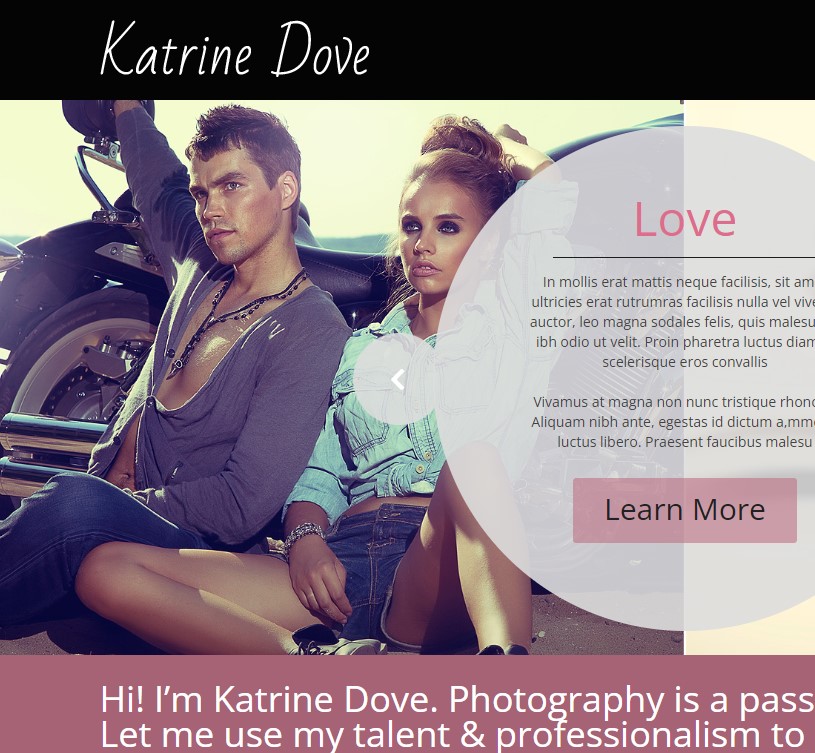 Katrine Dove
Love
In mollis erat mattis neque facilisis, sit am
ultricies erat rutrumras facilisis nulla vel vive
auctor, leo magna sodales felis, quis malesu
ibh odio ut velit. Proin pharetra luctus diam
scelerisque eros convallis
Vivamus at magna non nunc tristique rhonc
Aliquam nibh ante, egestas id dictum a,mmo
luctus libero. Praesent faucibus malesu
Learn More
Hi! I’m Katrine Dove. Photography is a pass
Let me use my talent & professionalism to